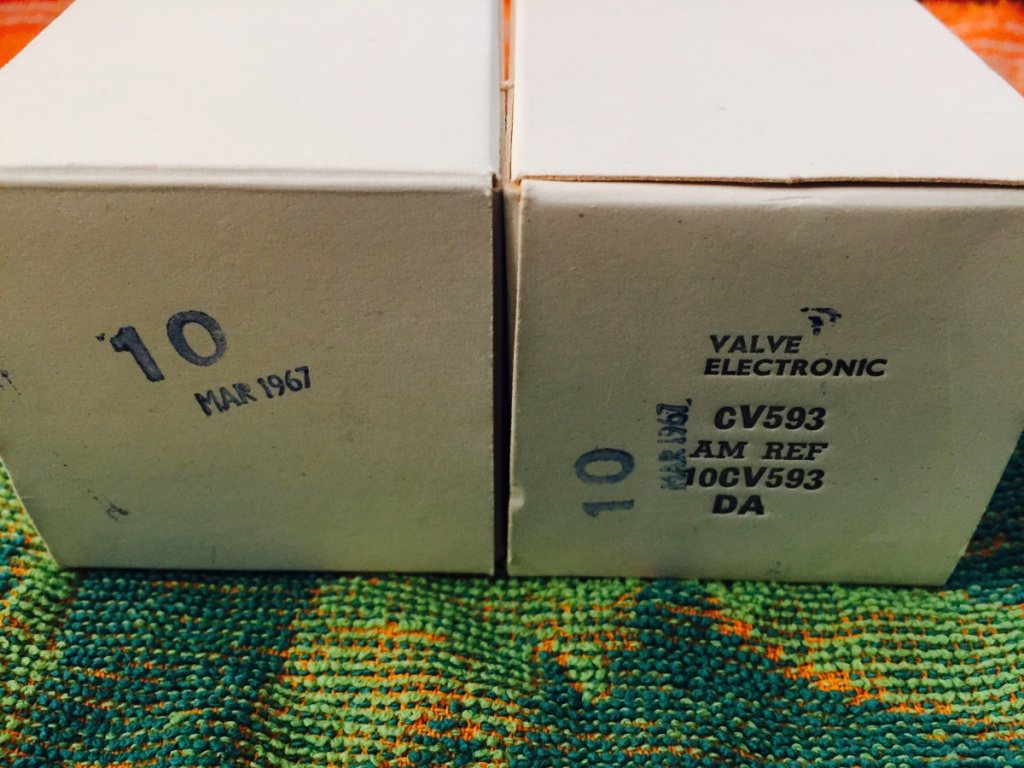 10
MAR 1967
VALVE
ELECTRONIC
CV593
AM REF
10CV593
DA
10
MAR 1967